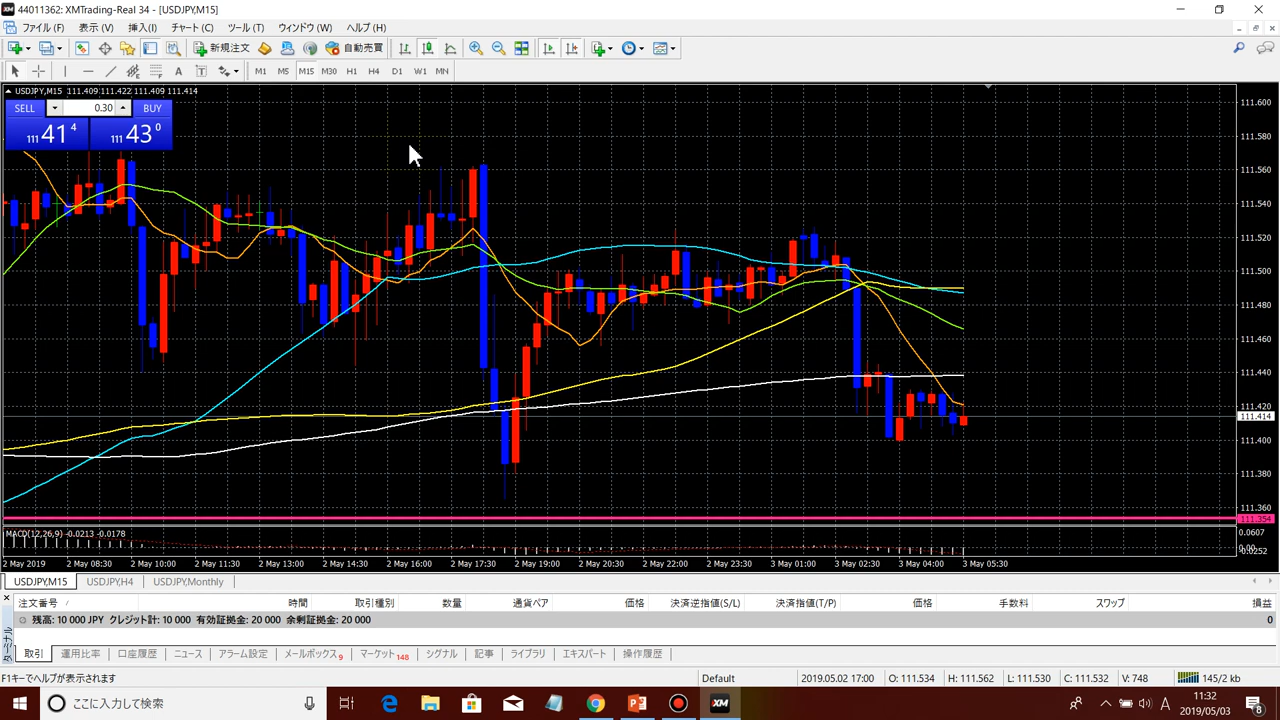 44011362: XMTrading-Real 34 - [USDJPY,M15]
ファイル (F) 表示 (V) 挿入(I) チャート (C) ツール (T) ウィンドウ (W) ヘルプ (H)
新規注文 自動売買
A T M1 M5 M15 M30 H1 H4 D1 W1 MN
USDJPY,M15 111.409 111.422 111.409 111.414
SELL 0.30 BUY
111 41 4 111 43 0
111.600
111.580
111.560
111.540
111.520
111.500
111.480
111.460
111.440
111.420
111.414
111.400
111.380
111.360
111.354
MACD(12,26,9) -0.0213 -0.0178
0.0607
0.00
2 May 2019 2 May 08:30 2 May 10:00 2 May 11:30 2 May 13:00 2 May 14:30 2 May 16:00 2 May 17:30 2 May 19:00 2 May 20:30 2 May 22:00 2 May 23:30 3 May 01:00 3 May 02:30 3 May 04:00 3 May 05:30
USDJPY,M15 USDJPY,H4 USDJPY,Monthly
注文番号 / 時間 取引種別 数量 通貨ペア 価格 決済逆指値(S/L) 決済指値(T/P) 価格 手数料 スワップ 損益
残高: 10 000 JPY クレジット計: 10 000 有効証拠金: 20 000 余剰証拠金: 20 000 0
ターミナル
取引 運用比率 口座履歴 ニュース アラーム設定 メールボックス 9 マーケット 148 シグナル 記事 ライブラリ エキスパート 操作履歴
F1キーでヘルプが表示されます Default 2019.05.02 17:00 O: 111.534 H: 111.562 L: 111.530 C: 111.532 V: 748 145/2 kb
ここに入力して検索 XM A 11:32
2019/05/03 8